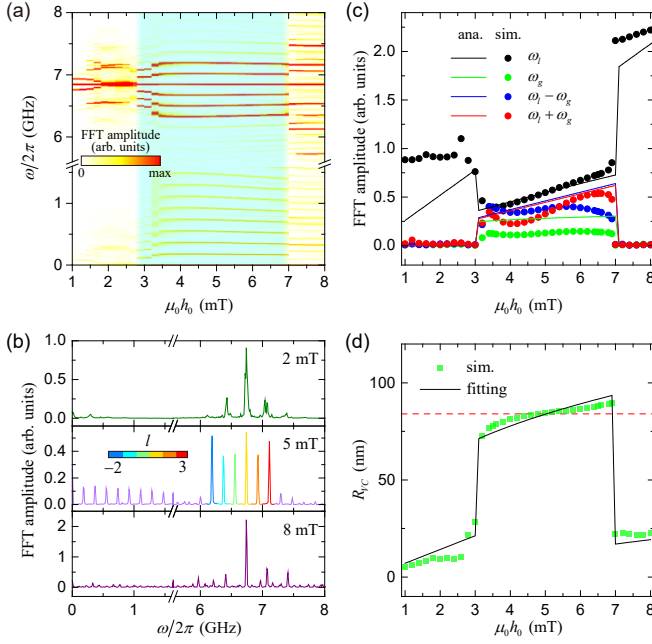 (a)
8
7
6
1
0
ω/2π (GHz)
FFT amplitude
(arb. units)
0 max
1 2 3 4 5 6 7 8
μ0h0 (mT)
(b)
1.0
0.5
0
2 mT
0.4
0.2
0.0
l
−2 3
5 mT
2
1
0
8 mT
FFT amplitude (arb. units)
0 1 6 7 8
ω/2π (GHz)
(c)
2.0
1.5
1.0
0.5
0.0
FFT amplitude (arb. units)
ana. sim.
ωl
ωg
ωl − ωg
ωl + ωg
1 2 3 4 5 6 7 8
μ0h0 (mT)
(d)
100
50
0
RVC (nm)
sim.
fitting
1 2 3 4 5 6 7 8
μ0h0 (mT)